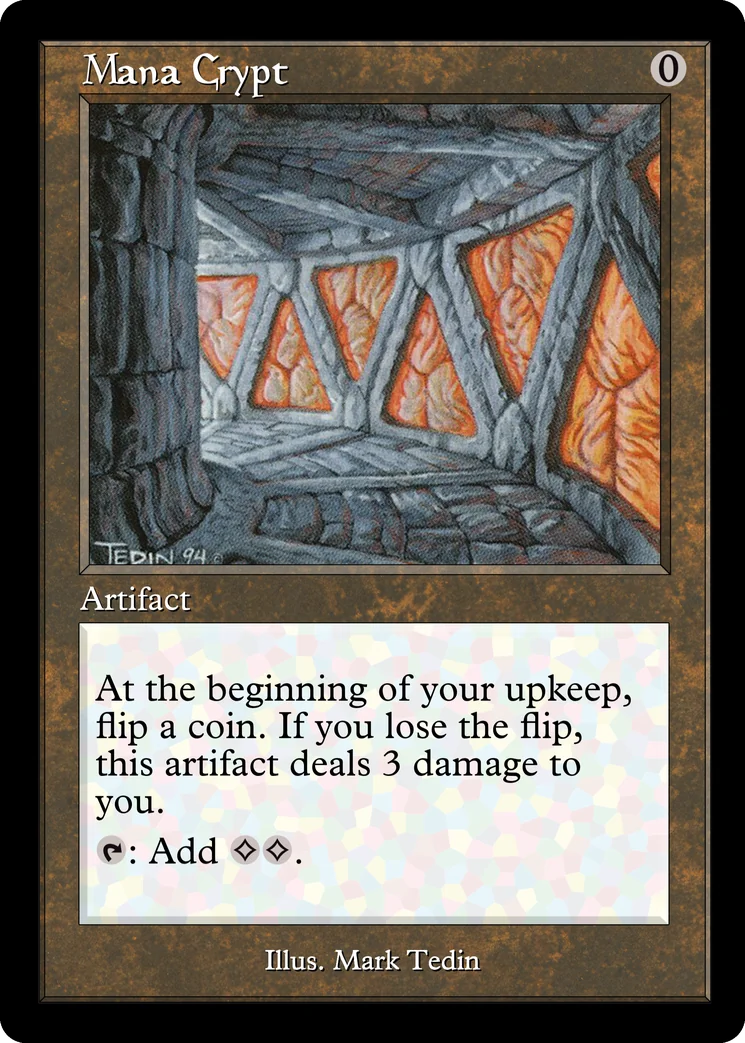 Mana Crypt 0
TEDIN 94 ©
Artifact
At the beginning of your upkeep,
flip a coin. If you lose the flip,
this artifact deals 3 damage to
you.
: Add .
Illus. Mark Tedin